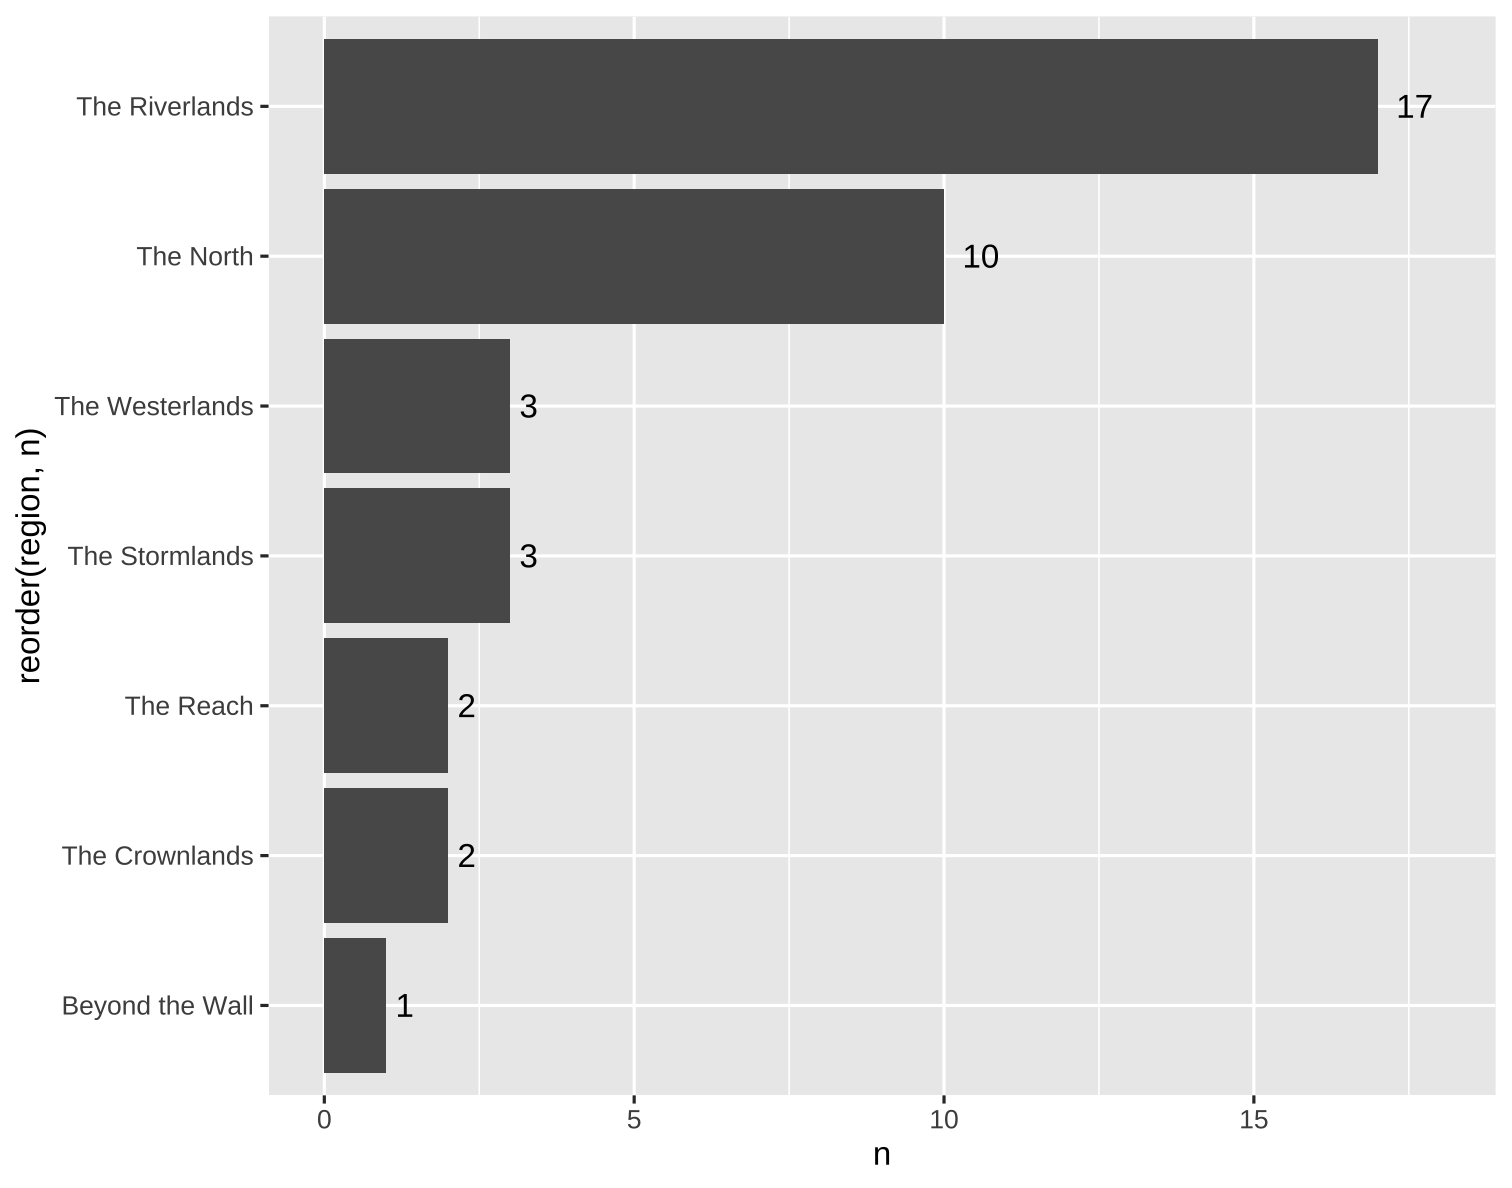 The Riverlands 17
The North 10
The Westerlands 3
The Stormlands 3
The Reach 2
The Crownlands 2
Beyond the Wall 1
reorder(region, n)
0 5 10 15
n